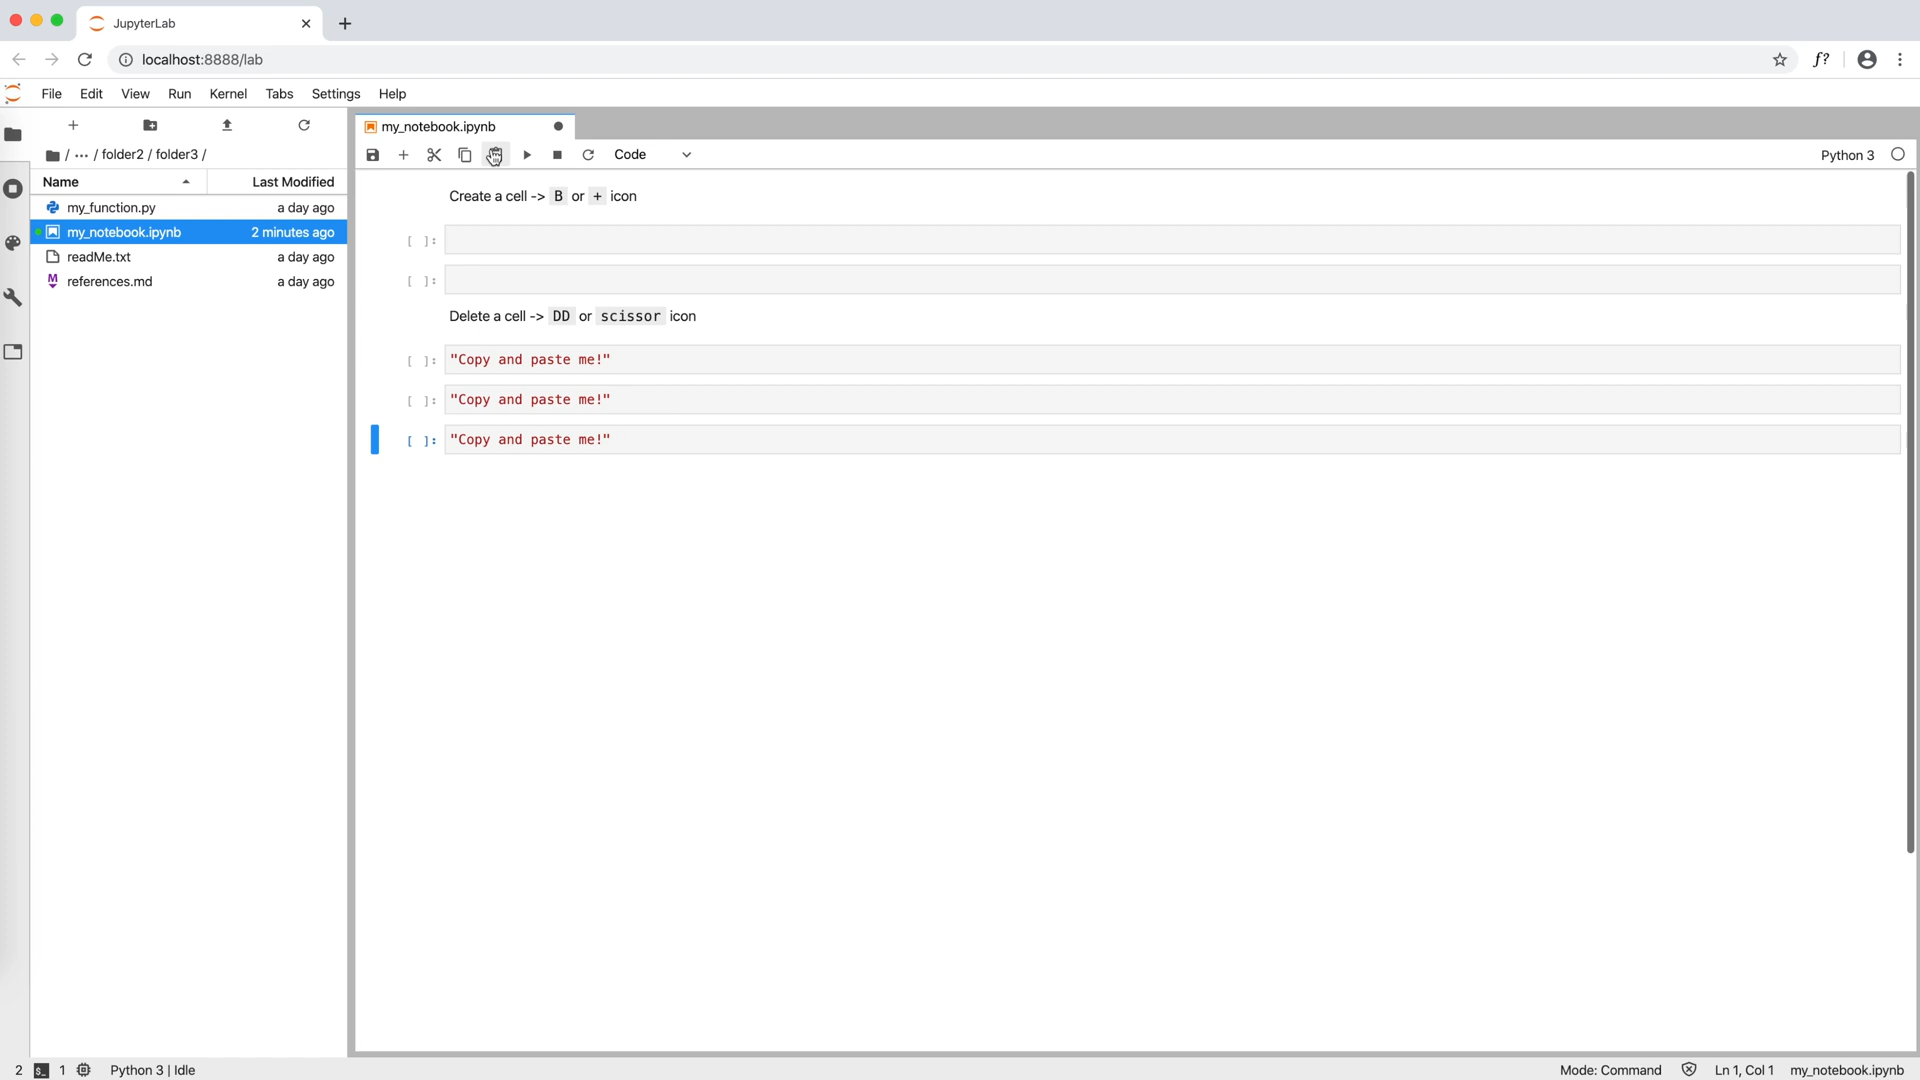 JupyterLab
localhost:8888/lab
f?
File Edit View Run Kernel Tabs Settings Help
my_notebook.ipynb
/ ··· / folder2 / folder3 /
Code
Python 3
Name Last Modified
my_function.py a day ago
my_notebook.ipynb 2 minutes ago
readMe.txt a day ago
references.md a day ago
Create a cell -> B or + icon
[ ]:
[ ]:
Delete a cell -> DD or scissor icon
[ ]: "Copy and paste me!"
[ ]: "Copy and paste me!"
[ ]: "Copy and paste me!"
2 $_ 1 Python 3 | Idle Mode: Command Ln 1, Col 1 my_notebook.ipynb